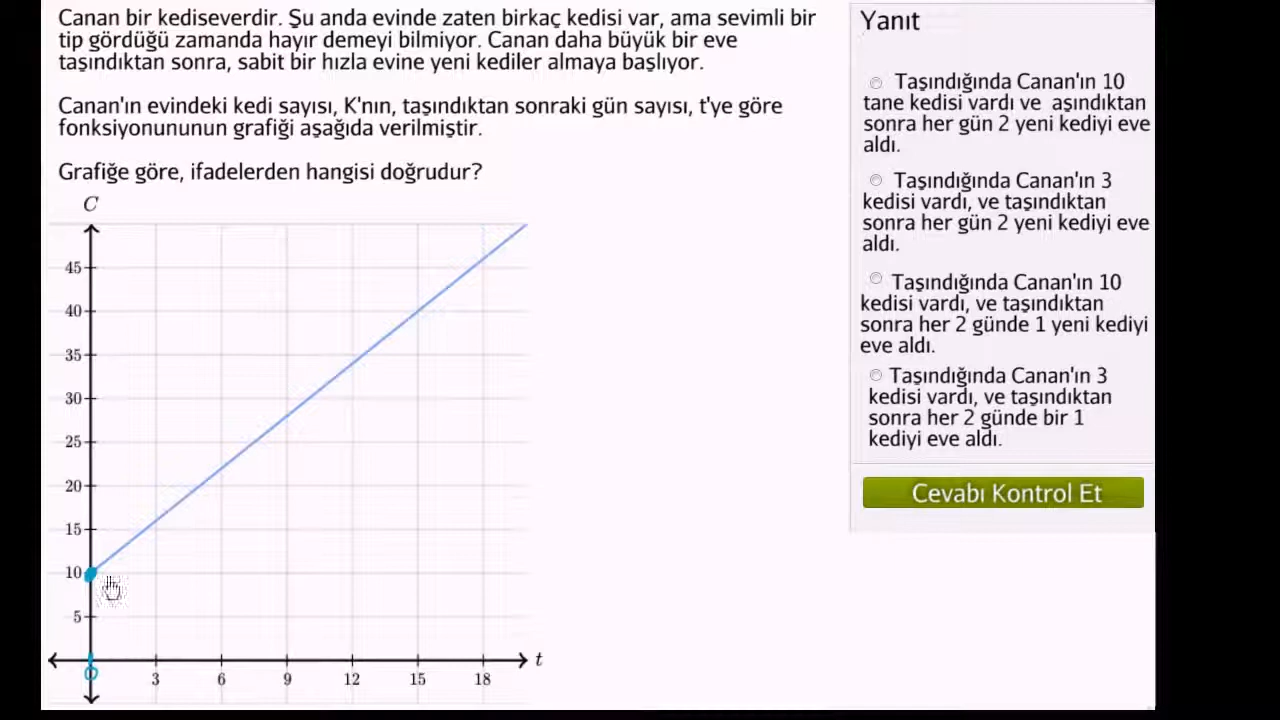 Canan bir kediseverdir. Şu anda evinde zaten birkaç kedisi var, ama sevimli bir
tip gördüğü zamanda hayır demeyi bilmiyor. Canan daha büyük bir eve
taşındıktan sonra, sabit bir hızla evine yeni kediler almaya başlıyor.
Canan'ın evindeki kedi sayısı, K'nın, taşındıktan sonraki gün sayısı, t'ye göre
fonksiyonununun grafiği aşağıda verilmiştir.
Grafiğe göre, ifadelerden hangisi doğrudur?
C
45
40
35
30
25
20
15
10
5
0
3
6
9
12
15
18
t
Yanıt
Taşındığında Canan'ın 10
tane kedisi vardı ve aşındıktan
sonra her gün 2 yeni kediyi eve
aldı.
Taşındığında Canan'ın 3
kedisi vardı, ve taşındıktan
sonra her gün 2 yeni kediyi eve
aldı.
Taşındığında Canan'ın 10
kedisi vardı, ve taşındıktan
sonra her 2 günde 1 yeni kediyi
eve aldı.
Taşındığında Canan'ın 3
kedisi vardı, ve taşındıktan
sonra her 2 günde bir 1
kediyi eve aldı.
Cevabı Kontrol Et